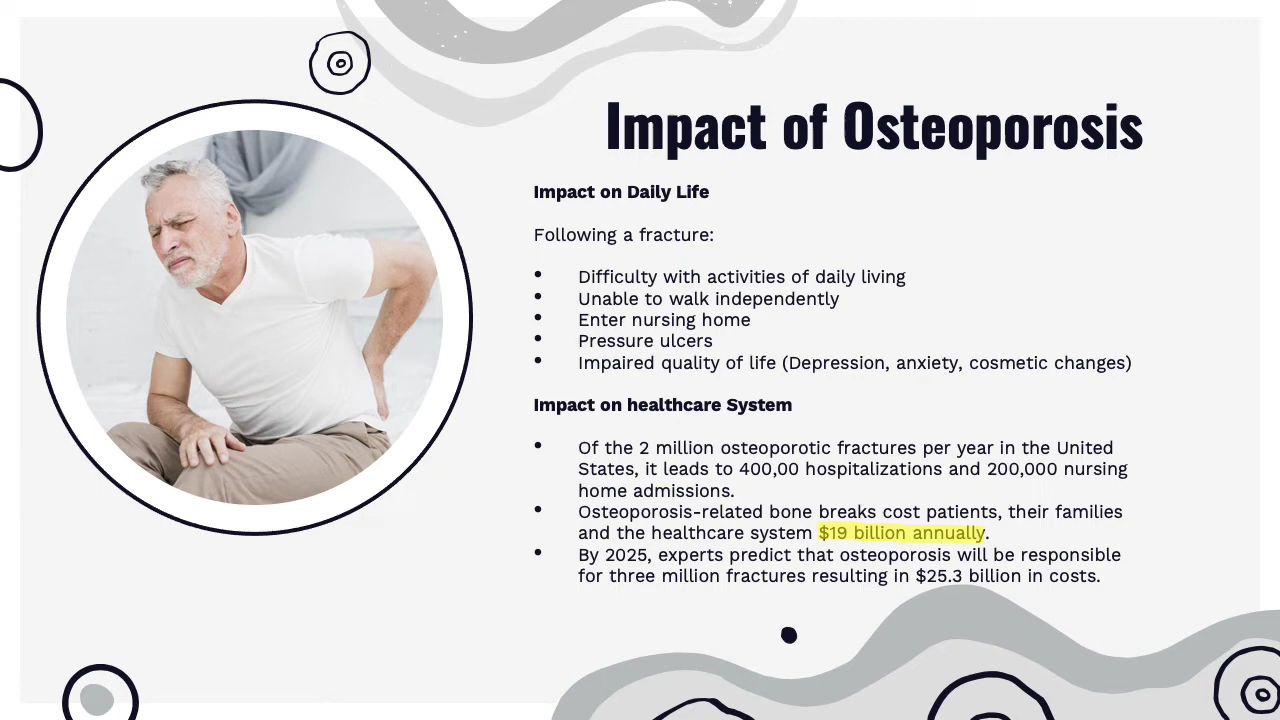 Impact of Osteoporosis
Impact on Daily Life
Following a fracture:
• Difficulty with activities of daily living
• Unable to walk independently
• Enter nursing home
• Pressure ulcers
• Impaired quality of life (Depression, anxiety, cosmetic changes)
Impact on healthcare System
• Of the 2 million osteoporotic fractures per year in the United
States, it leads to 400,00 hospitalizations and 200,000 nursing
home admissions.
• Osteoporosis-related bone breaks cost patients, their families
and the healthcare system $19 billion annually.
• By 2025, experts predict that osteoporosis will be responsible
for three million fractures resulting in $25.3 billion in costs.